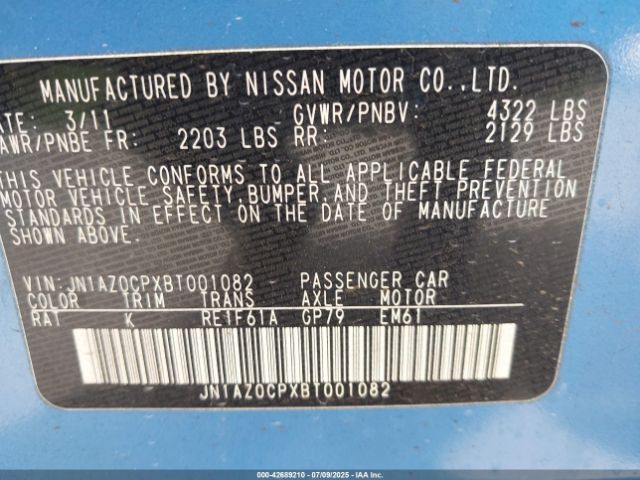 MANUFACTURED BY NISSAN MOTOR CO.,LTD.
ATE: 3/11 GVWR/PNBV: 4322 LBS
AWR/PNBE FR: 2203 LBS RR: 2129 LBS
THIS VEHICLE CONFORMS TO ALL APPLICABLE FEDERAL
MOTOR VEHICLE SAFETY,BUMPER,AND THEFT PREVENTION
STANDARDS IN EFFECT ON THE DATE OF MANUFACTURE
SHOWN ABOVE.
VIN:JN1AZ0CPXBT001082 PASSENGER CAR
COLOR TRIM TRANS AXLE MOTOR
RAT K RE1F61A GP79 EM61
JN1AZ0CPXBT001082
000-42689210 - 07/09/2025 - IAAI.COM